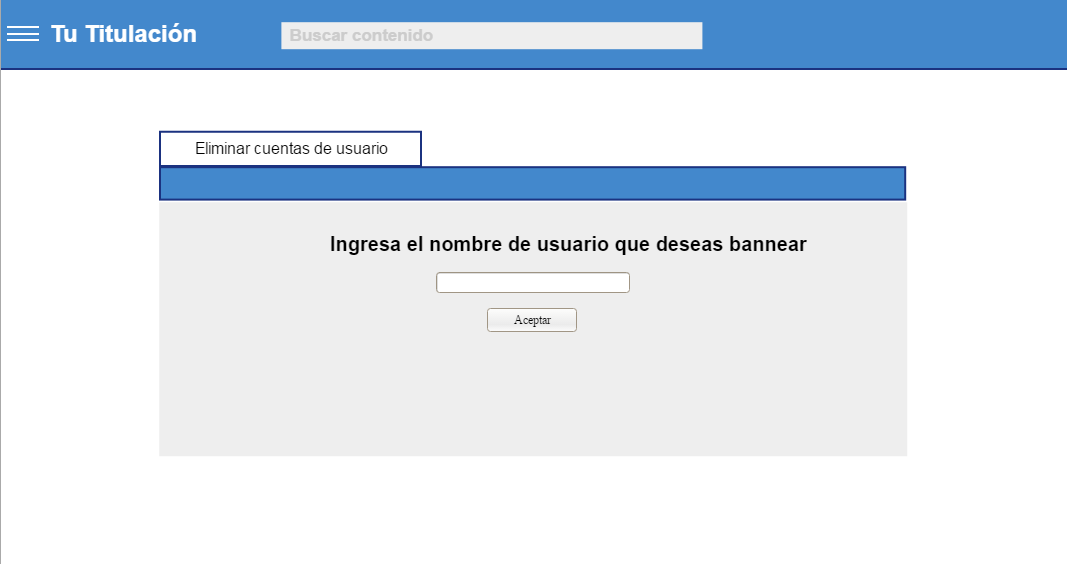 Tu Titulación
Buscar contenido
Eliminar cuentas de usuario
Ingresa el nombre de usuario que deseas bannear
Aceptar